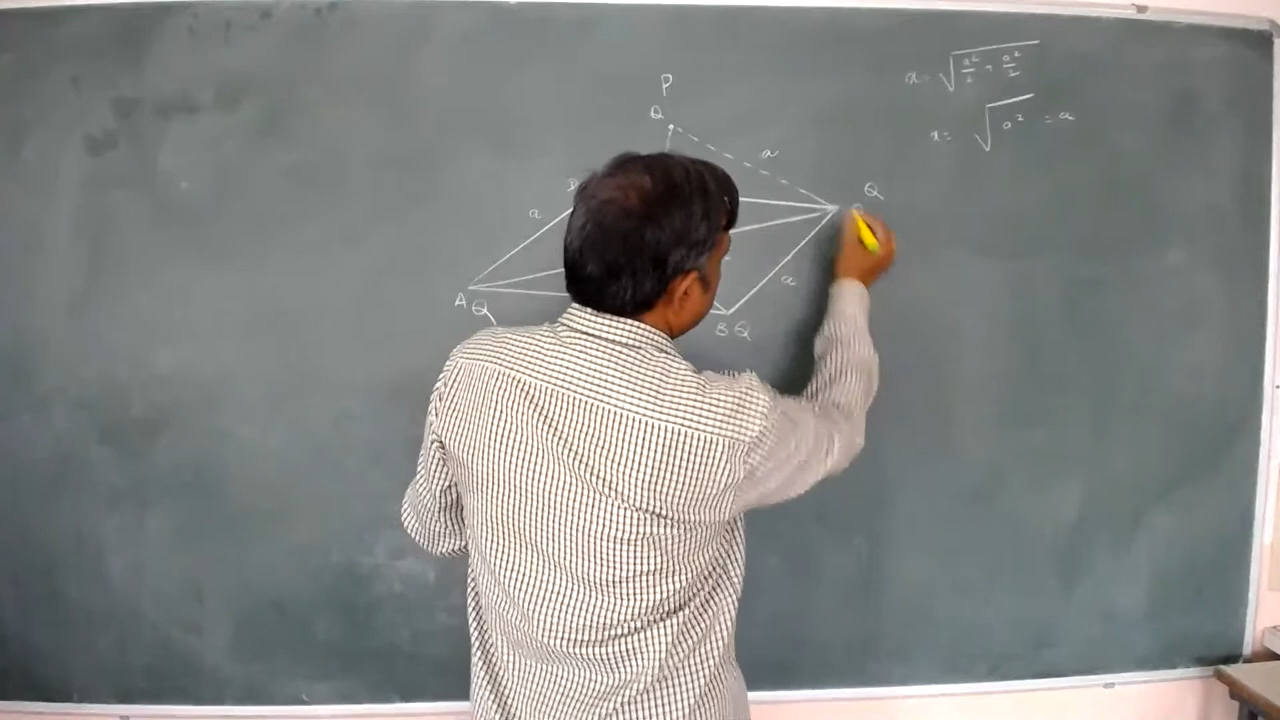 x = √(a²/2 + a²/2)
x = √a² = a
P
Q
a
Q
D
a
a
A Q
B Q